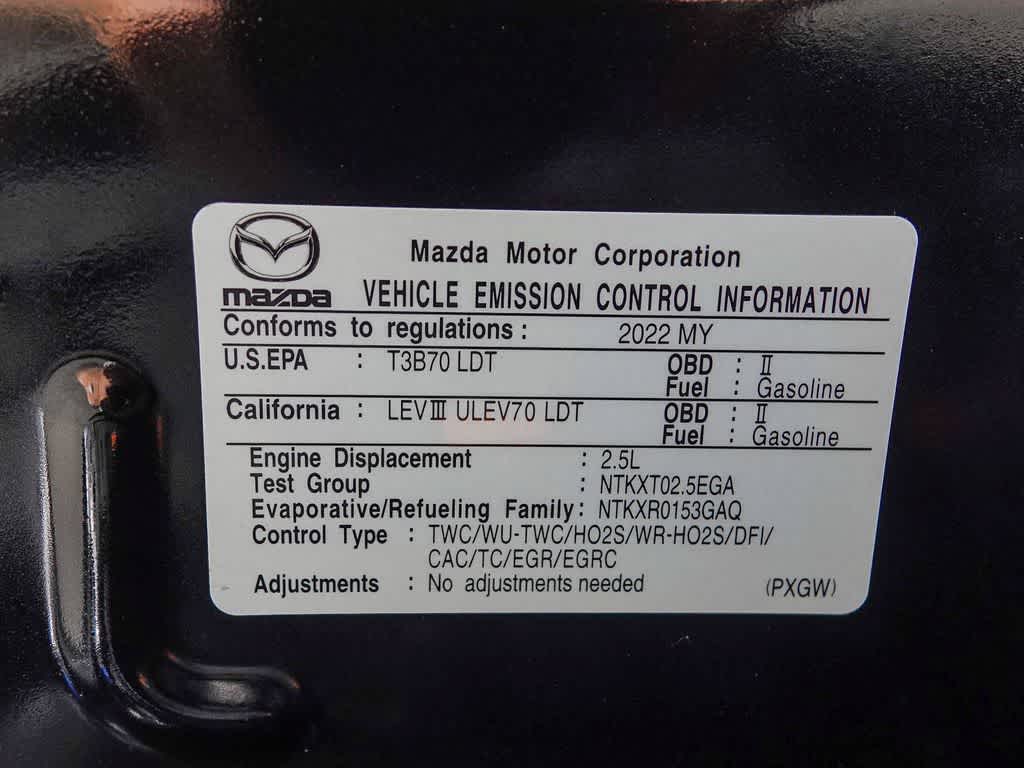 Mazda Motor Corporation
mazda VEHICLE EMISSION CONTROL INFORMATION
Conforms to regulations : 2022 MY
U.S.EPA : T3B70 LDT OBD : Ⅱ
Fuel : Gasoline
California : LEVⅢ ULEV70 LDT OBD : Ⅱ
Fuel : Gasoline
Engine Displacement : 2.5L
Test Group : NTKXT02.5EGA
Evaporative/Refueling Family: NTKXR0153GAQ
Control Type : TWC/WU-TWC/HO2S/WR-HO2S/DFI/
CAC/TC/EGR/EGRC
Adjustments : No adjustments needed (PXGW)